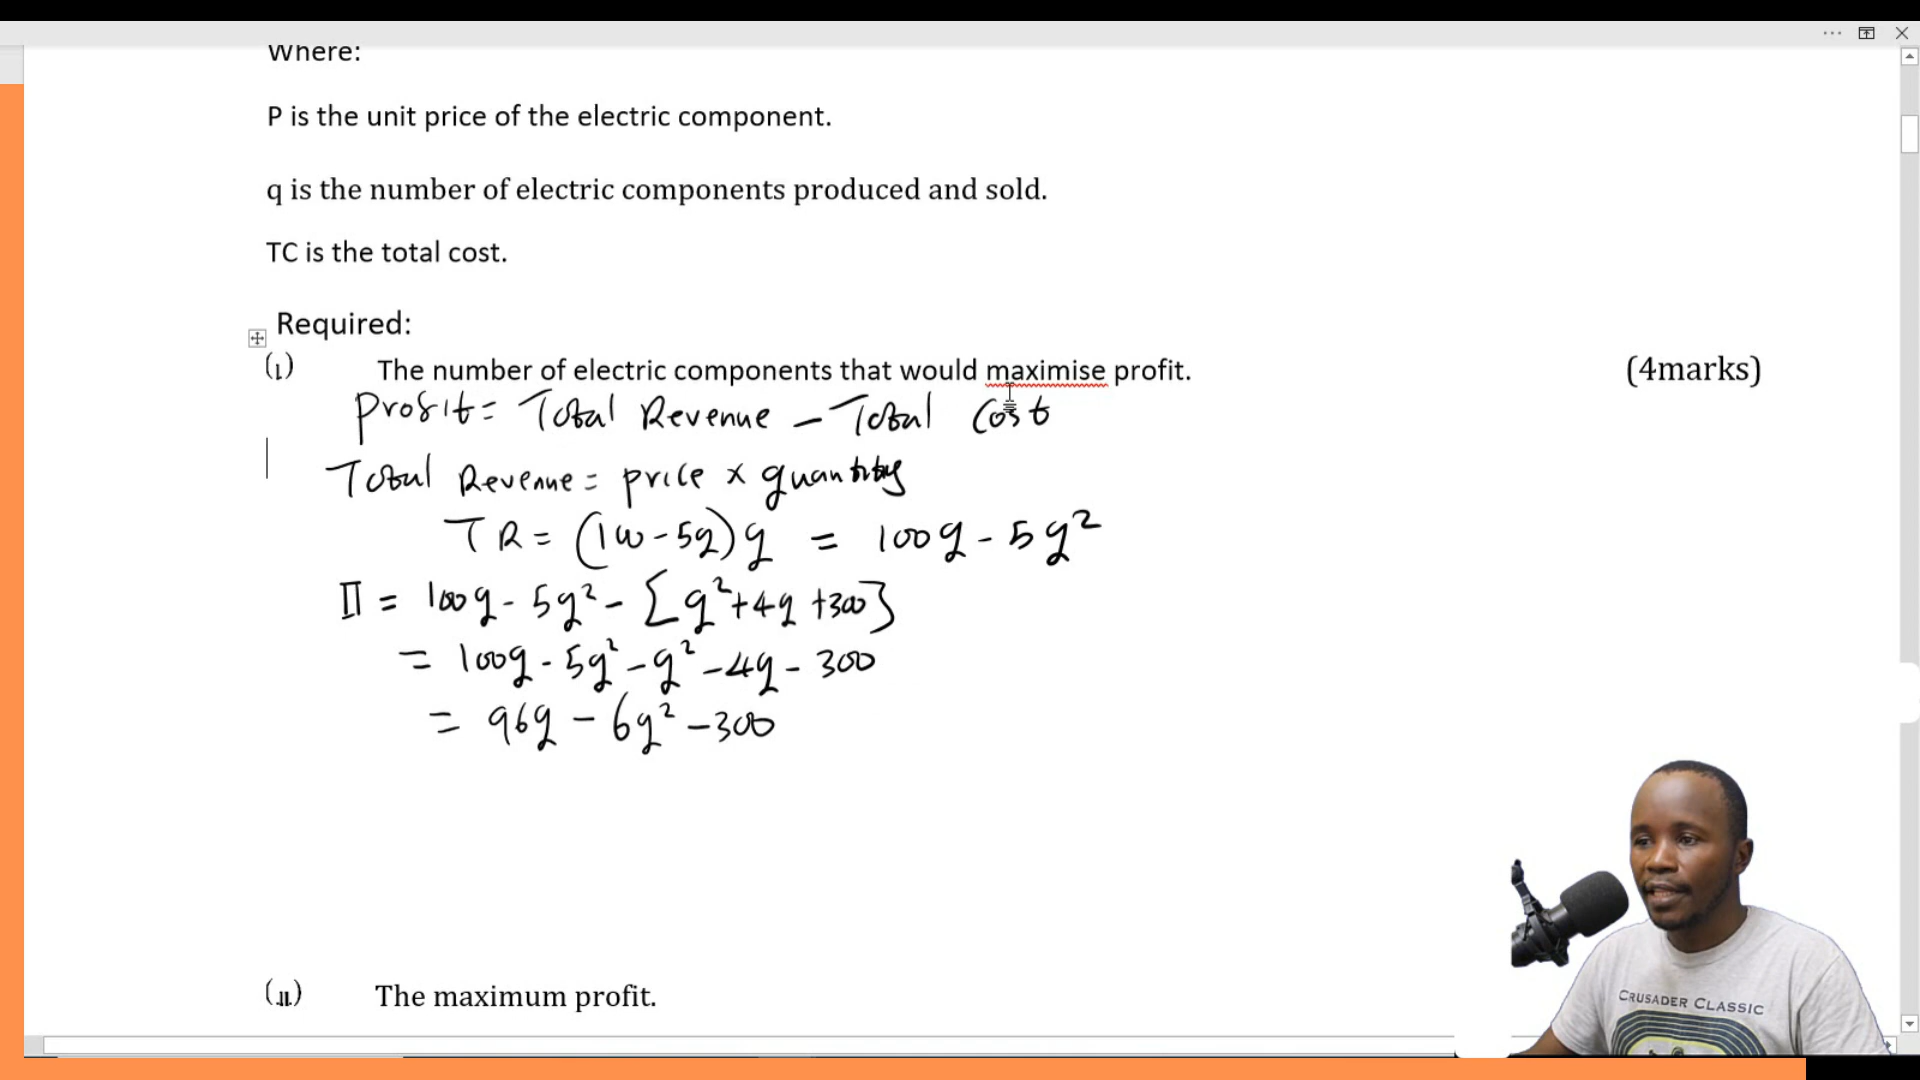 Where:
P is the unit price of the electric component.
q is the number of electric components produced and sold.
TC is the total cost.
Required:
(i) The number of electric components that would maximise profit. (4marks)
Profit = Total Revenue - Total Cost
Total Revenue = price x quantity
TR = (100-5q)q = 100q - 5q²
Π = 100q - 5q² - [q²+4q+300]
= 100q - 5q² - q² - 4q - 300
= 96q - 6q² - 300
(ii) The maximum profit.
CRUSADER CLASSIC